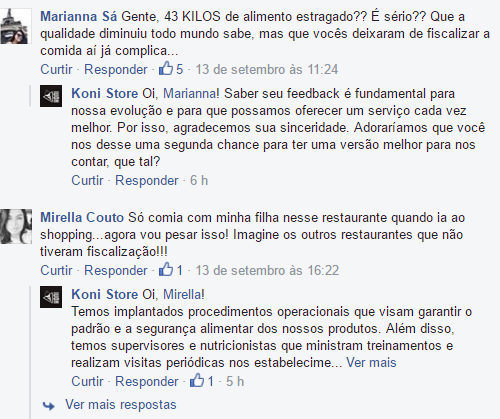 Marianna Sá Gente, 43 KILOS de alimento estragado?? É sério?? Que a
qualidade diminuiu todo mundo sabe, mas que vocês deixaram de fiscalizar a
comida aí já complica...
Curtir · Responder · 5 · 13 de setembro às 11:24
Koni Store Oi, Marianna! Saber seu feedback é fundamental para
nossa evolução e para que possamos oferecer um serviço cada vez
melhor. Por isso, agradecemos sua sinceridade. Adoraríamos que você
nos desse uma segunda chance para ter uma versão melhor para nos
contar, que tal?
Curtir · Responder · 6 h
Mirella Couto Só comia com minha filha nesse restaurante quando ia ao
shopping...agora vou pesar isso! Imagine os outros restaurantes que não
tiveram fiscalização!!!
Curtir · Responder · 1 · 13 de setembro às 16:22
Koni Store Oi, Mirella!
Temos implantados procedimentos operacionais que visam garantir o
padrão e a segurança alimentar dos nossos produtos. Além disso,
temos supervisores e nutricionistas que ministram treinamentos e
realizam visitas periódicas nos estabelecime... Ver mais
Curtir · Responder · 1 · 5 h
Ver mais respostas